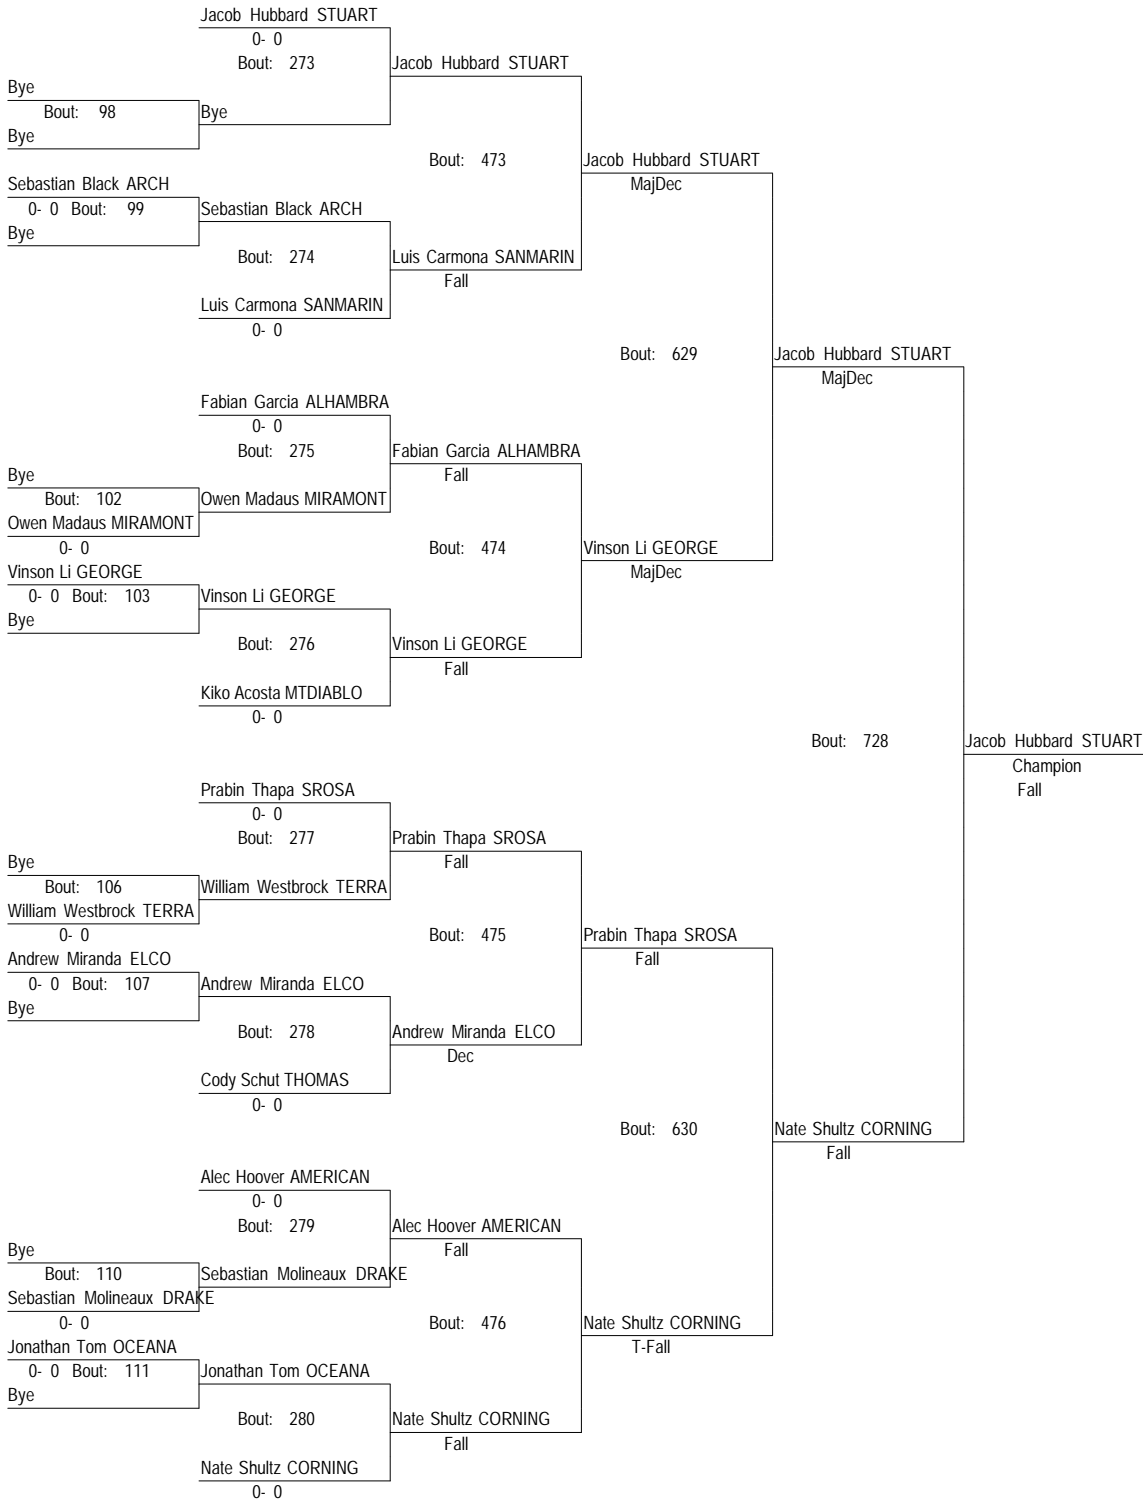 Jacob Hubbard STUART
0- 0
Bout: 273
Jacob Hubbard STUART
Bye
Bout: 98
Bye
Bye
Bout: 473
Jacob Hubbard STUART
MajDec
Sebastian Black ARCH
0- 0 Bout: 99
Sebastian Black ARCH
Bye
Bout: 274
Luis Carmona SANMARIN
Fall
Luis Carmona SANMARIN
0- 0
Bout: 629
Jacob Hubbard STUART
MajDec
Fabian Garcia ALHAMBRA
0- 0
Bout: 275
Fabian Garcia ALHAMBRA
Fall
Bye
Bout: 102
Owen Madaus MIRAMONT
Owen Madaus MIRAMONT
0- 0
Bout: 474
Vinson Li GEORGE
MajDec
Vinson Li GEORGE
0- 0 Bout: 103
Vinson Li GEORGE
Bye
Bout: 276
Vinson Li GEORGE
Fall
Kiko Acosta MTDIABLO
0- 0
Bout: 728
Jacob Hubbard STUART
Champion
Fall
Prabin Thapa SROSA
0- 0
Bout: 277
Prabin Thapa SROSA
Fall
Bye
Bout: 106
William Westbrock TERRA
William Westbrock TERRA
0- 0
Bout: 475
Prabin Thapa SROSA
Fall
Andrew Miranda ELCO
0- 0 Bout: 107
Andrew Miranda ELCO
Bye
Bout: 278
Andrew Miranda ELCO
Dec
Cody Schut THOMAS
0- 0
Bout: 630
Nate Shultz CORNING
Fall
Alec Hoover AMERICAN
0- 0
Bout: 279
Alec Hoover AMERICAN
Fall
Bye
Bout: 110
Sebastian Molineaux DRAKE
Sebastian Molineaux DRAKE
0- 0
Bout: 476
Nate Shultz CORNING
T-Fall
Jonathan Tom OCEANA
0- 0 Bout: 111
Jonathan Tom OCEANA
Bye
Bout: 280
Nate Shultz CORNING
Fall
Nate Shultz CORNING
0- 0